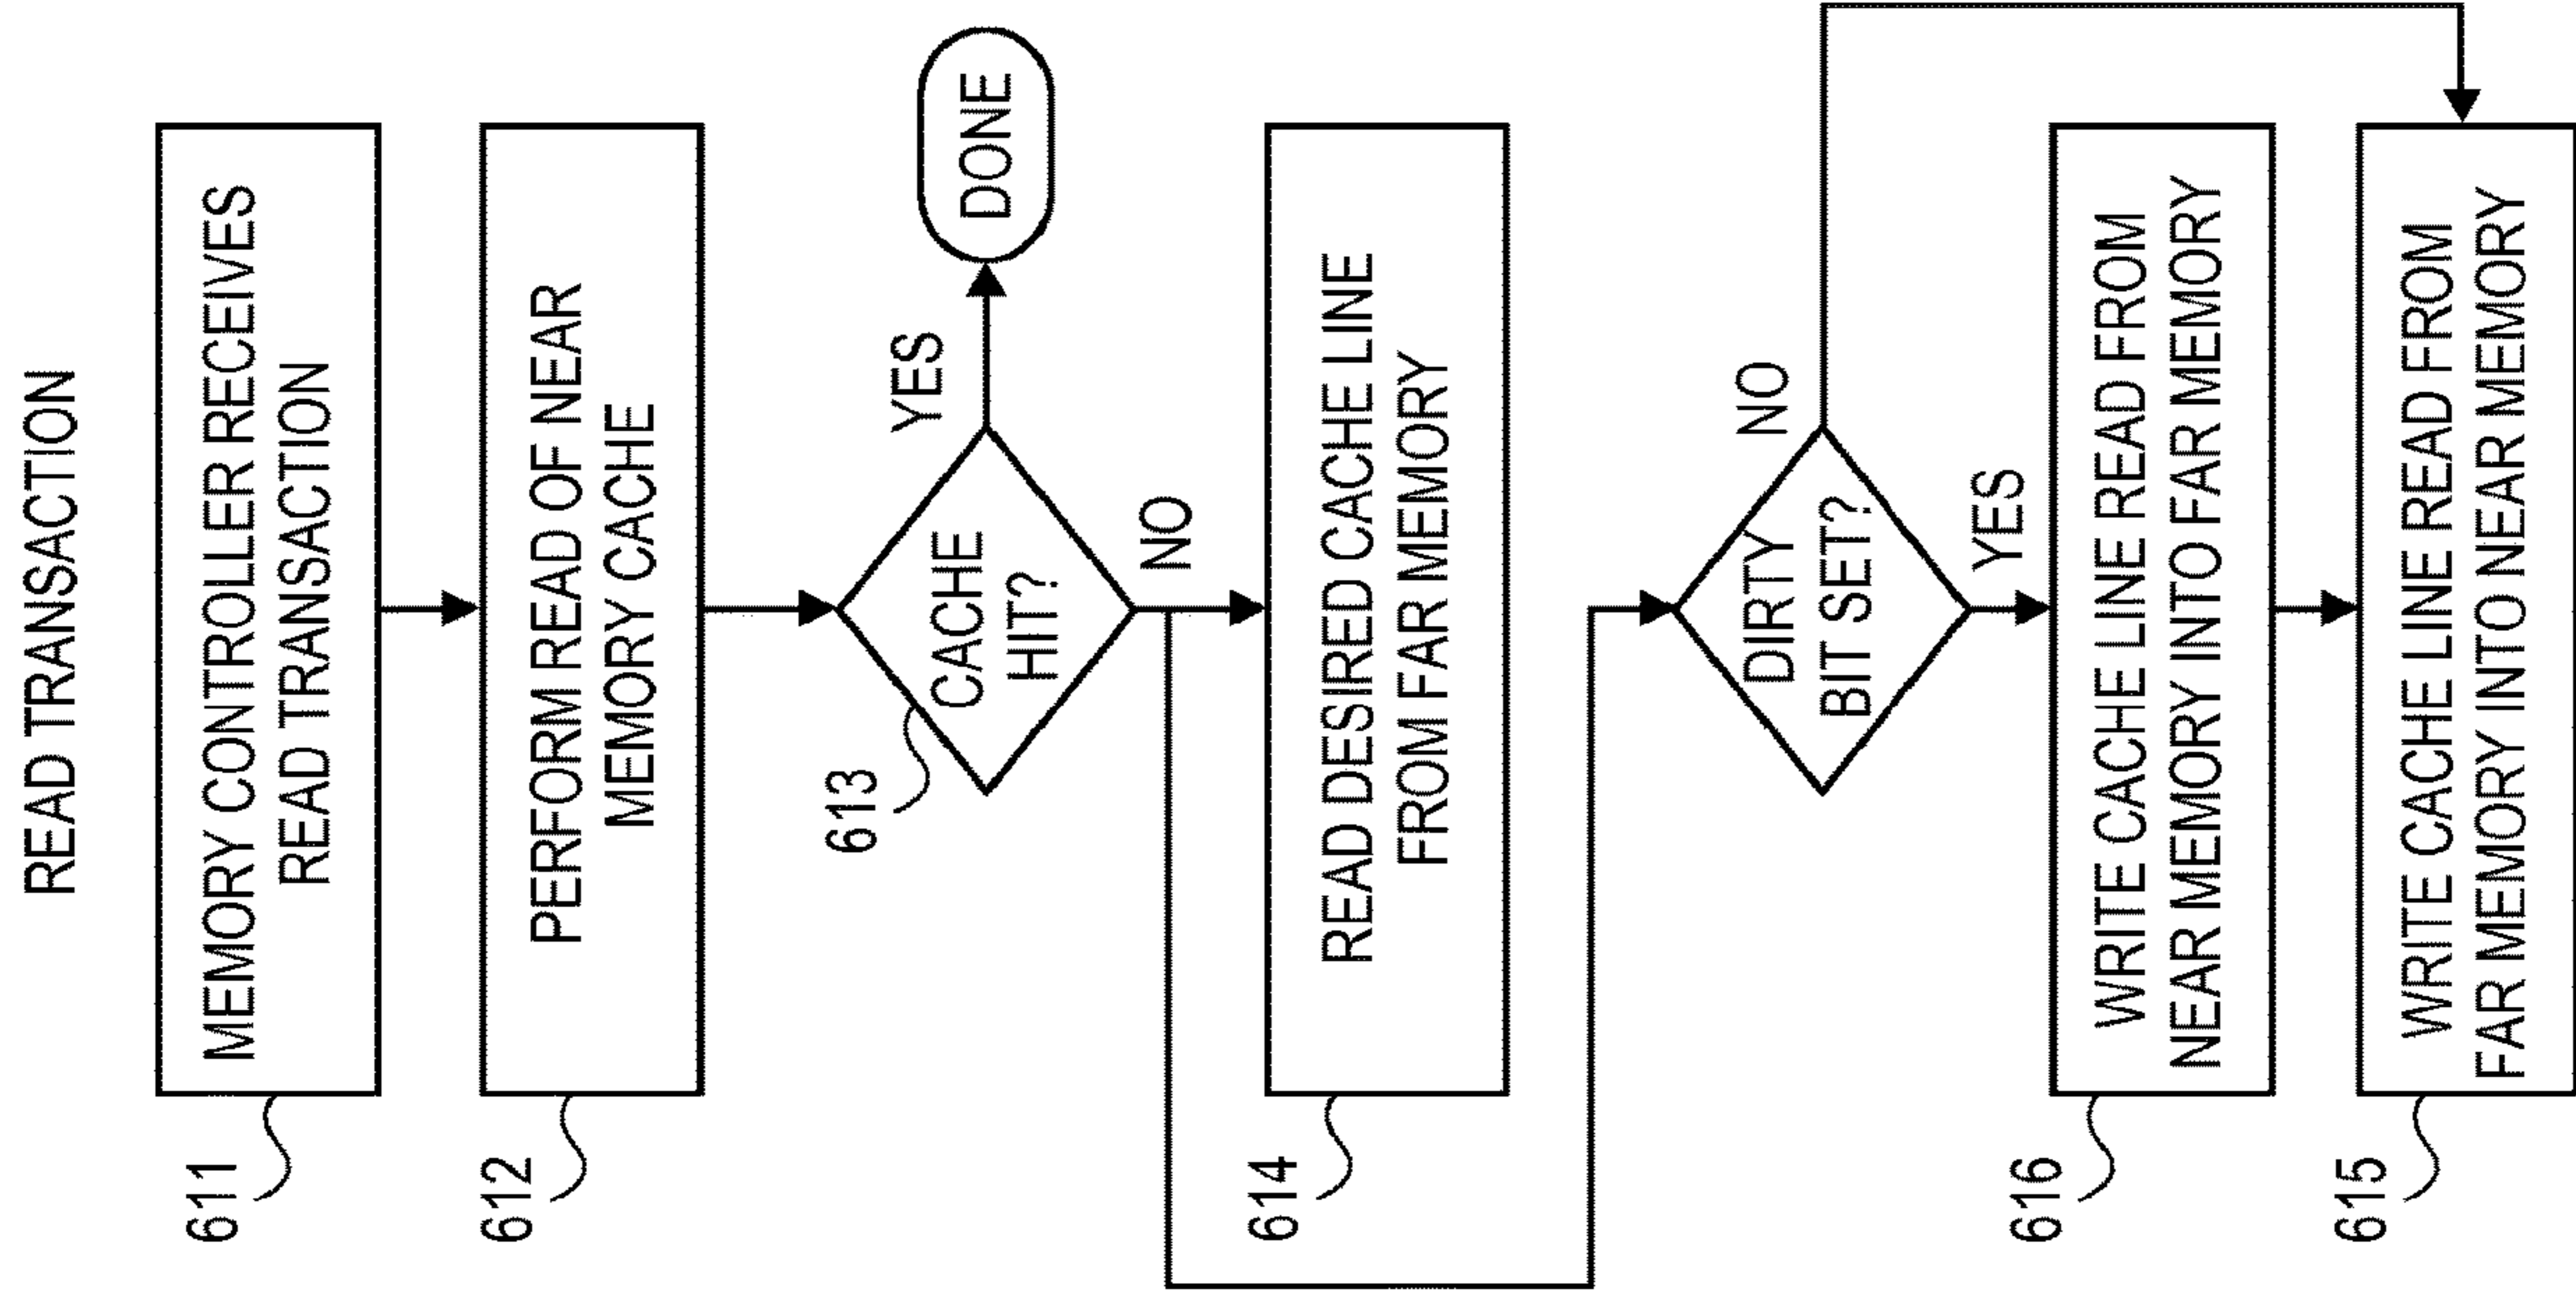 READ TRANSACTION
611
MEMORY CONTROLLER RECEIVES
READ TRANSACTION
612
PERFORM READ OF NEAR
MEMORY CACHE
613
CACHE
HIT?
YES
DONE
NO
614
READ DESIRED CACHE LINE
FROM FAR MEMORY
DIRTY
BIT SET?
NO
YES
616
WRITE CACHE LINE READ FROM
NEAR MEMORY INTO FAR MEMORY
615
WRITE CACHE LINE READ FROM
FAR MEMORY INTO NEAR MEMORY